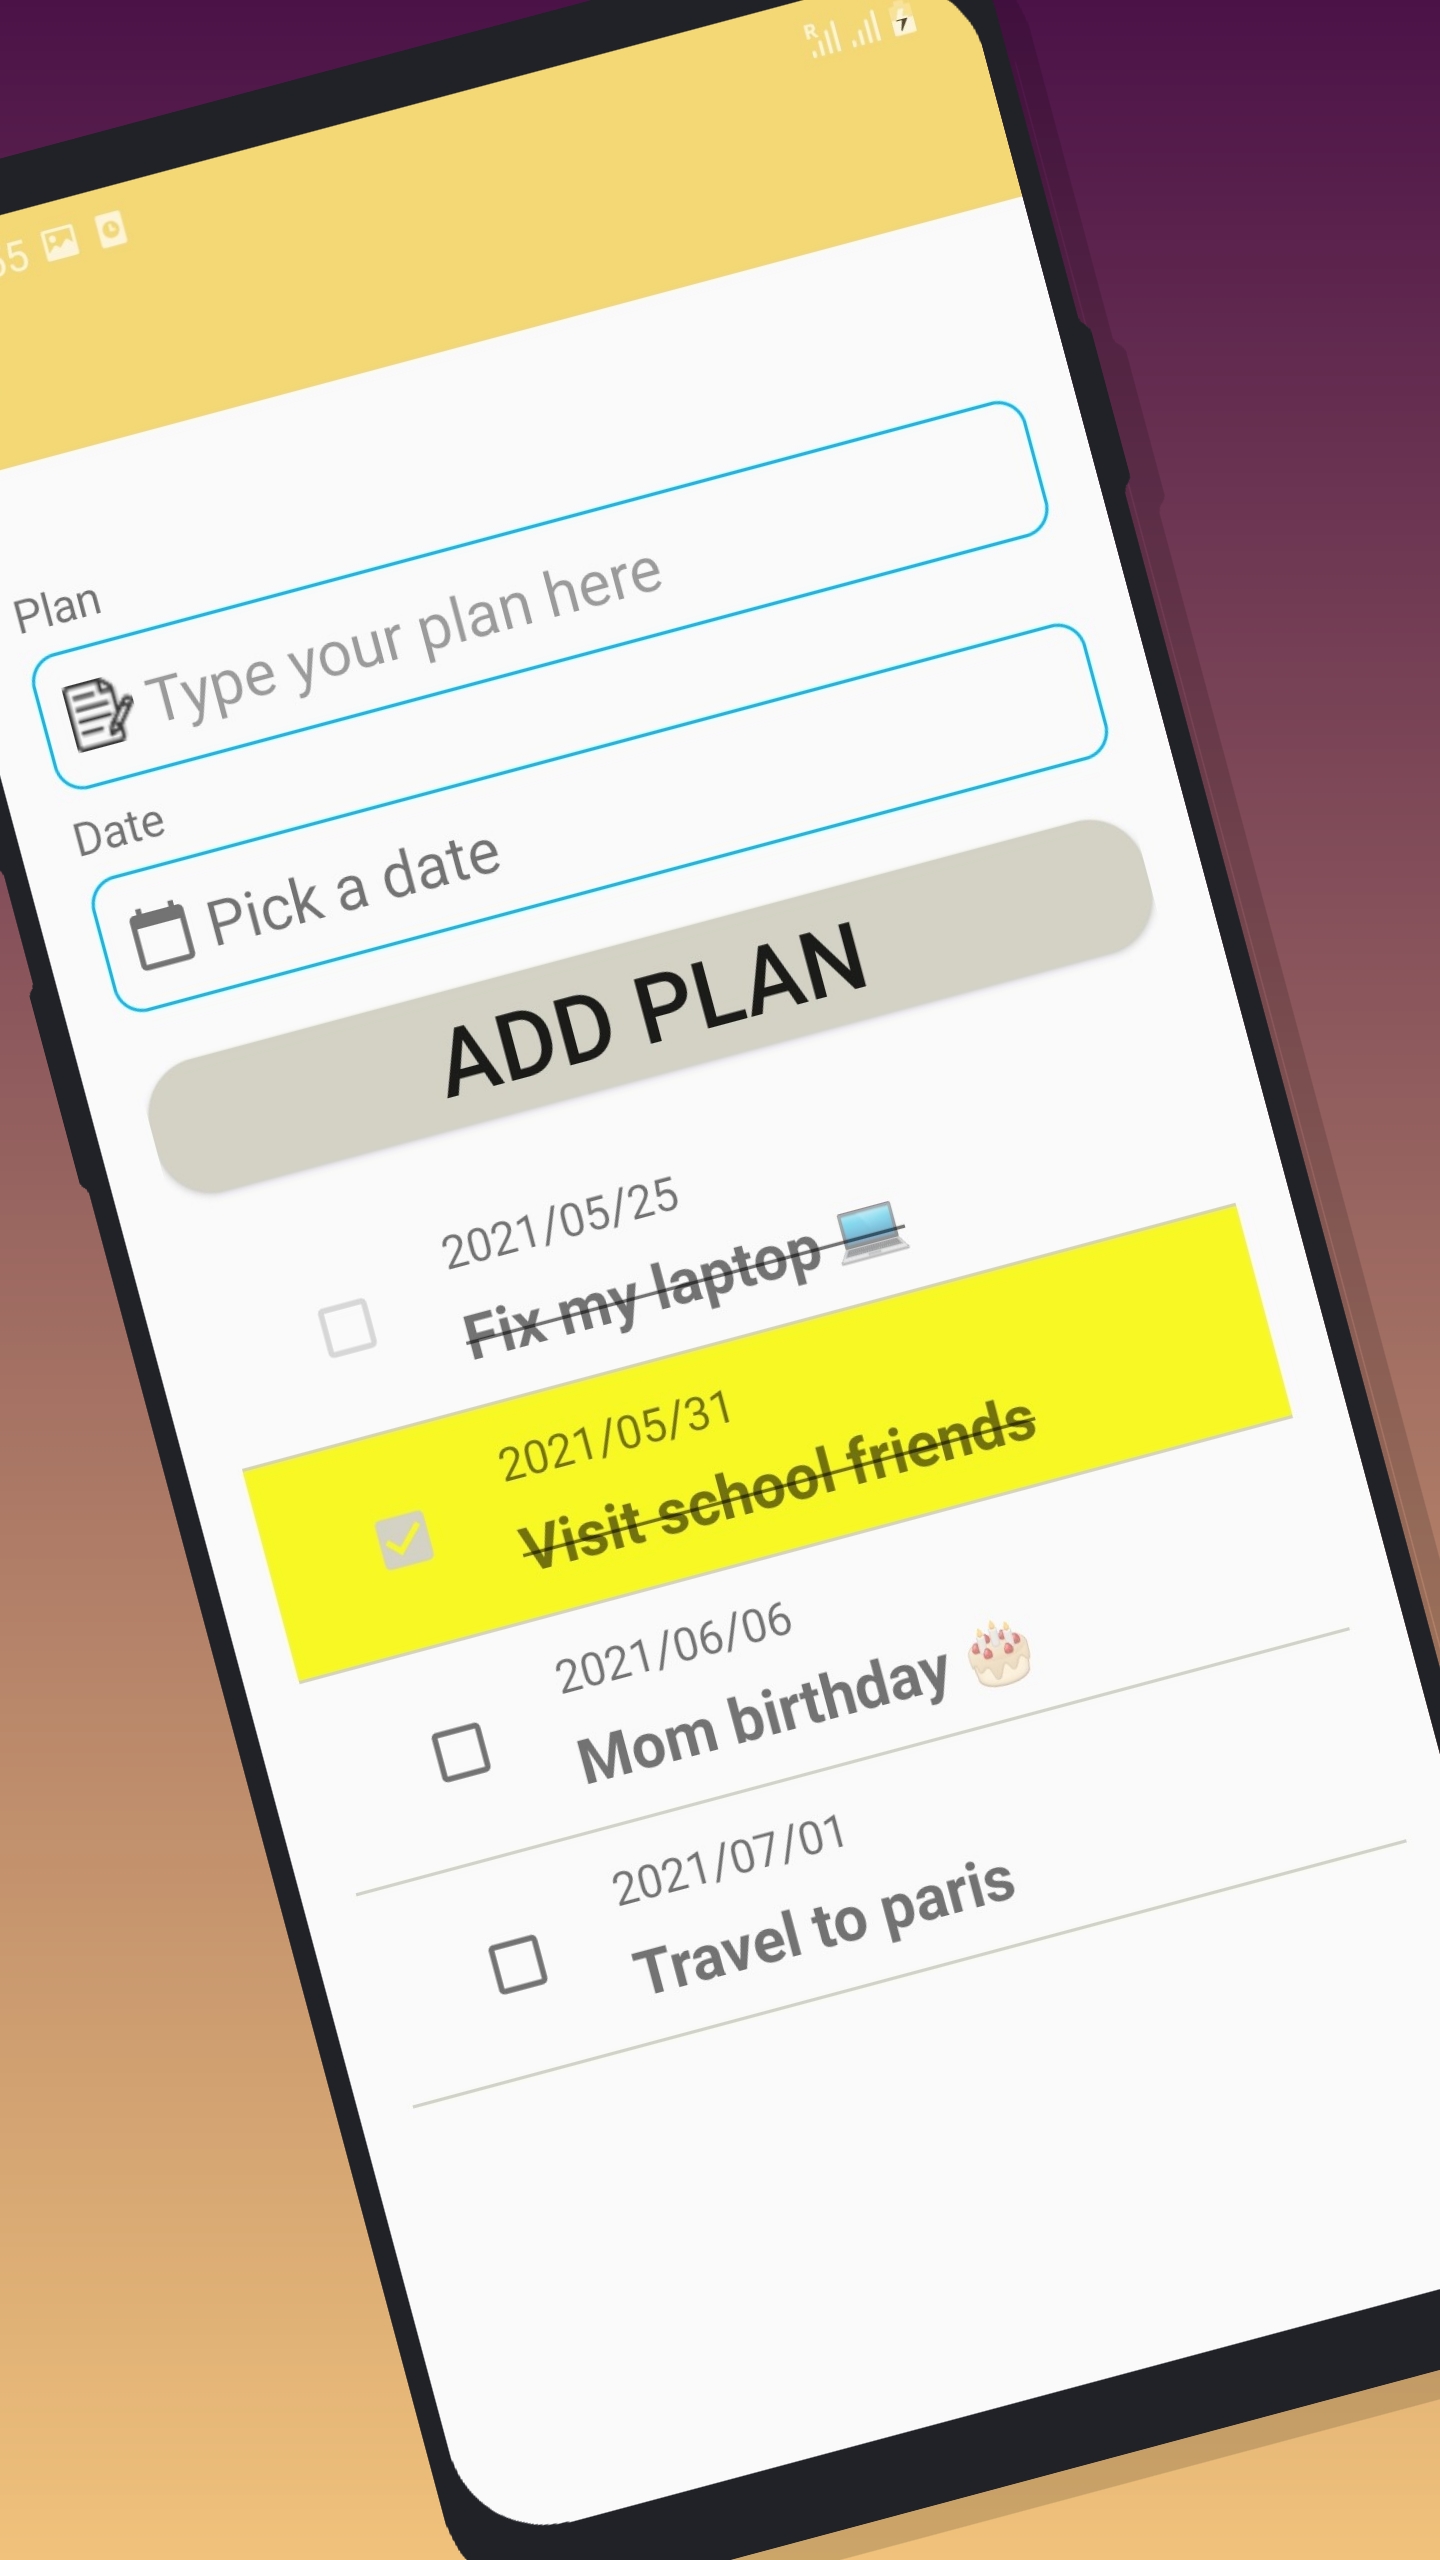 R
Plan
Type your plan here
Date
Pick a date
ADD PLAN
2021/05/25
Fix my laptop 💻
2021/05/31
Visit school friends
2021/06/06
Mom birthday 🎂
2021/07/01
Travel to paris